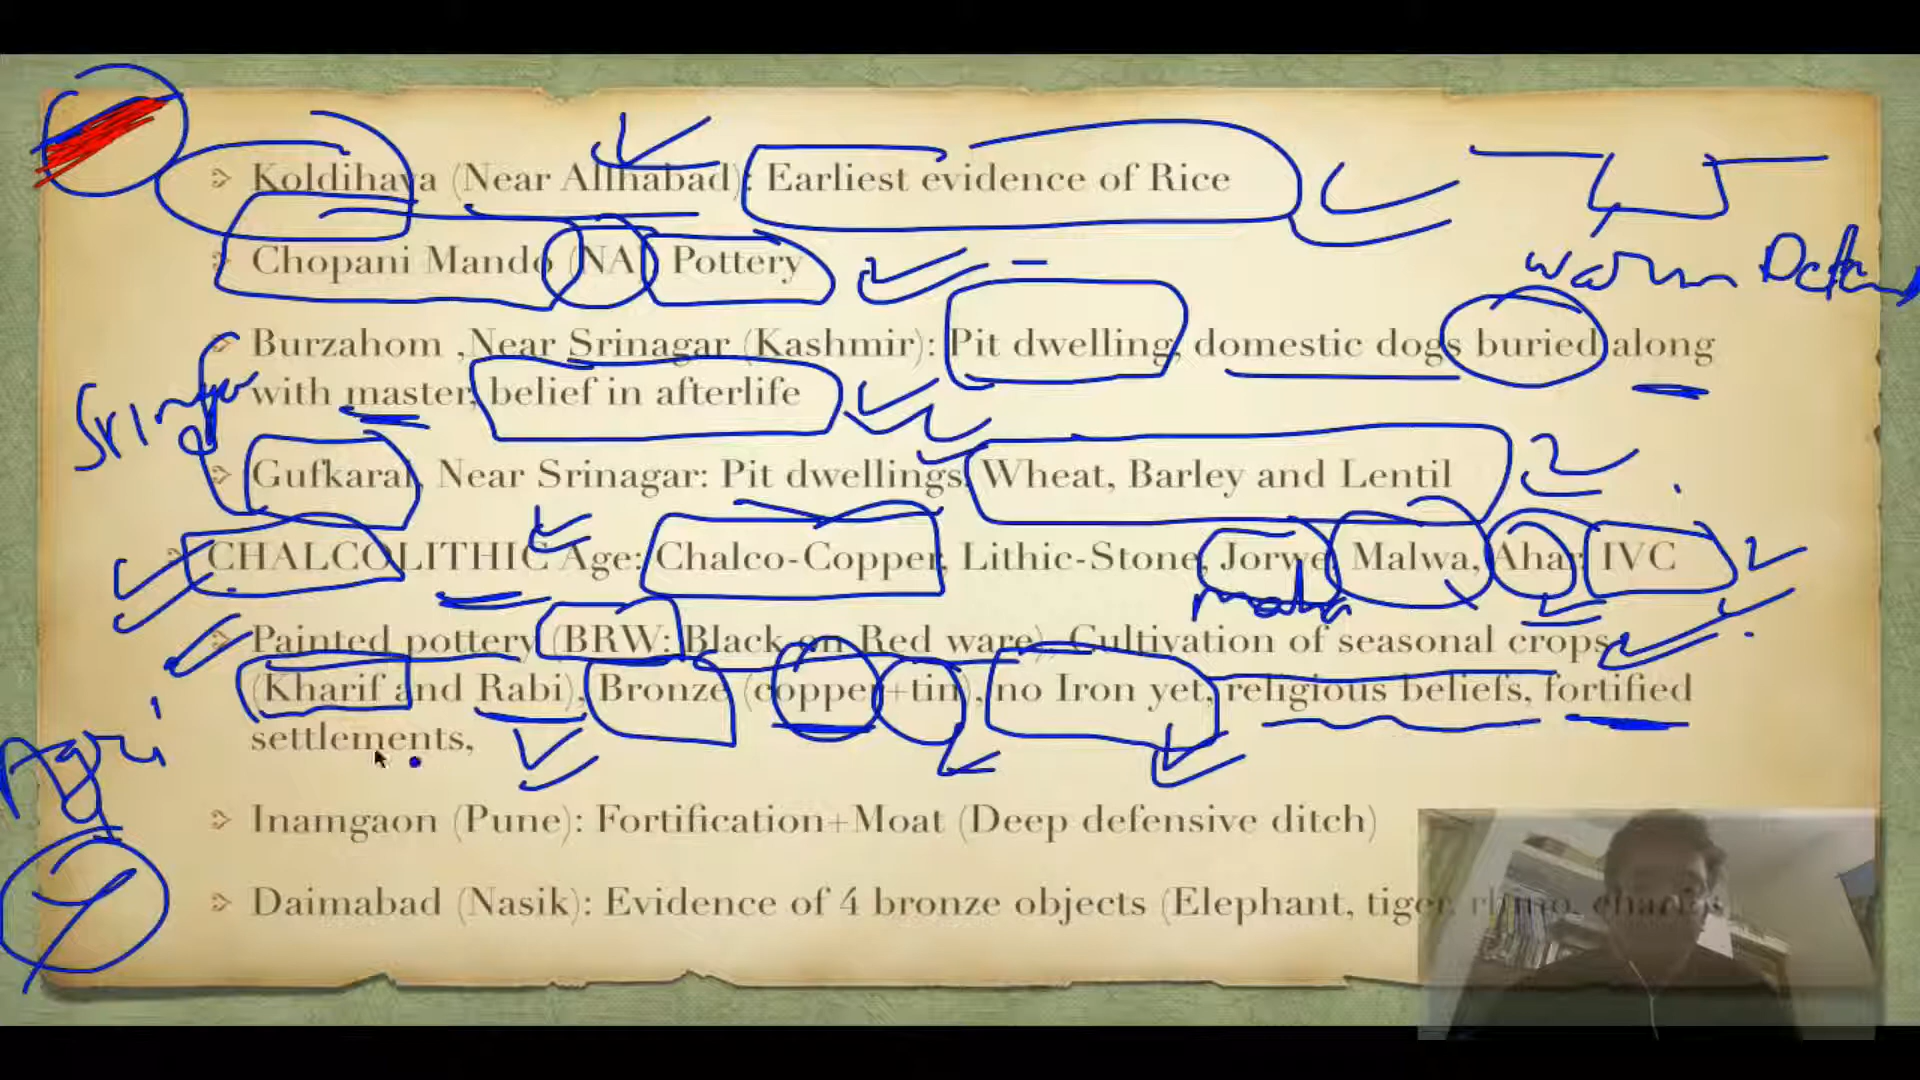 Koldihava (Near Allhabad): Earliest evidence of Rice
Chopani Mando (NA) Pottery
warm
Burzahom ,Near Srinagar (Kashmir): Pit dwelling, domestic dogs buried along
with master, belief in afterlife
Gufkaral, Near Srinagar: Pit dwellings, Wheat, Barley and Lentil
CHALCOLITHIC Age: Chalco-Copper, Lithic-Stone, Jorwe, Malwa, Ahar, IVC
Painted pottery (BRW: Black on Red ware), Cultivation of seasonal crops
(Kharif and Rabi), Bronze (copper+tin), no Iron yet, religious beliefs, fortified
settlements,
Agri
Inamgaon (Pune): Fortification+Moat (Deep defensive ditch)
Daimabad (Nasik): Evidence of 4 bronze objects (Elephant, tiger, rhino,